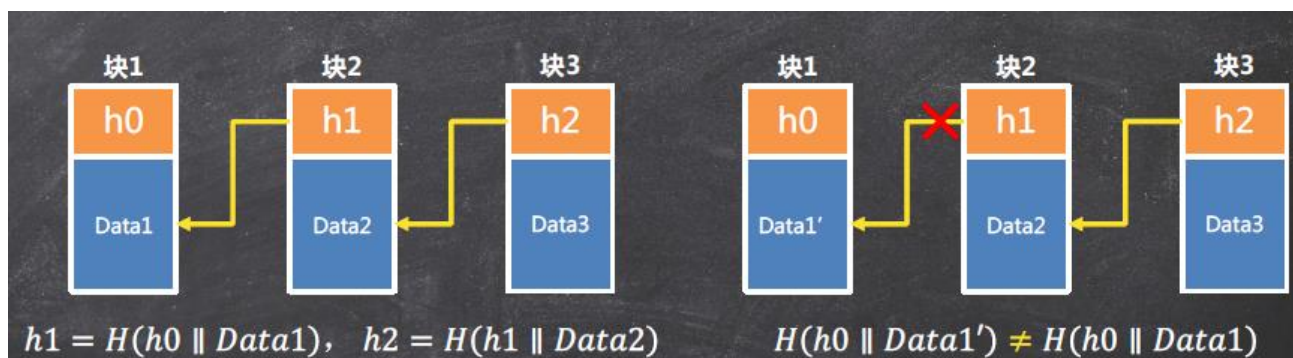 块1 块2 块3 块1 块2 块3
h0 h1 h2 h0 h1 h2
Data1 Data2 Data3 Data1′ Data2 Data3
h1 = H(h0 ∥ Data1)， h2 = H(h1 ∥ Data2) H(h0 ∥ Data1′) ≠ H(h0 ∥ Data1)